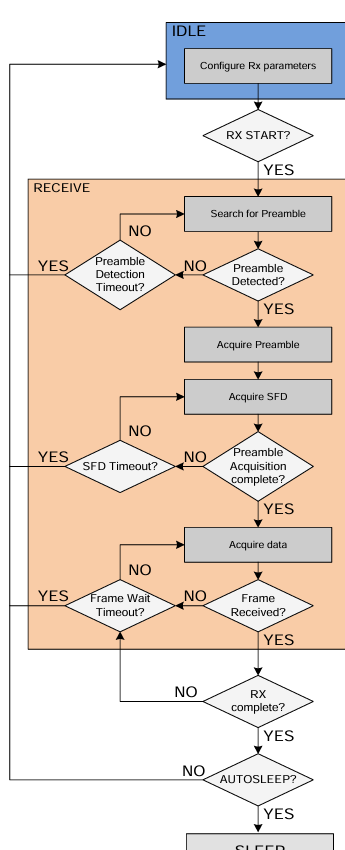 IDLE
Configure Rx parameters
RX START?
YES
RECEIVE
NO
Search for Preamble
YES
Preamble
Detection
Timeout?
NO
Preamble
Detected?
YES
Acquire Preamble
Acquire SFD
NO
YES
SFD Timeout?
NO
Preamble
Acquisition
complete?
YES
Acquire data
NO
YES
Frame Wait
Timeout?
NO
Frame
Received?
YES
NO
RX
complete?
YES
NO
AUTOSLEEP?
YES
SLEEP